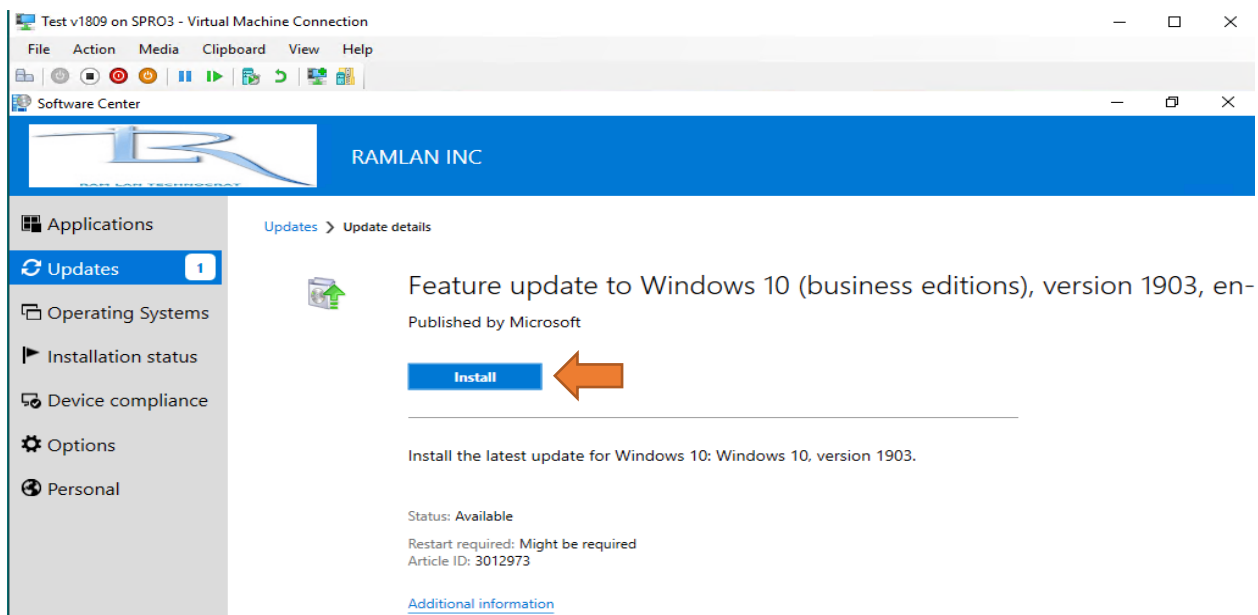 Test v1809 on SPRO3 - Virtual Machine Connection
File Action Media Clipboard View Help
Software Center
RAM LAN TECHNOCRAT
RAMLAN INC
Applications
Updates 1
Operating Systems
Installation status
Device compliance
Options
Personal
Updates > Update details
Feature update to Windows 10 (business editions), version 1903, en-
Published by Microsoft
Install
Install the latest update for Windows 10: Windows 10, version 1903.
Status: Available
Restart required: Might be required
Article ID: 3012973
Additional information